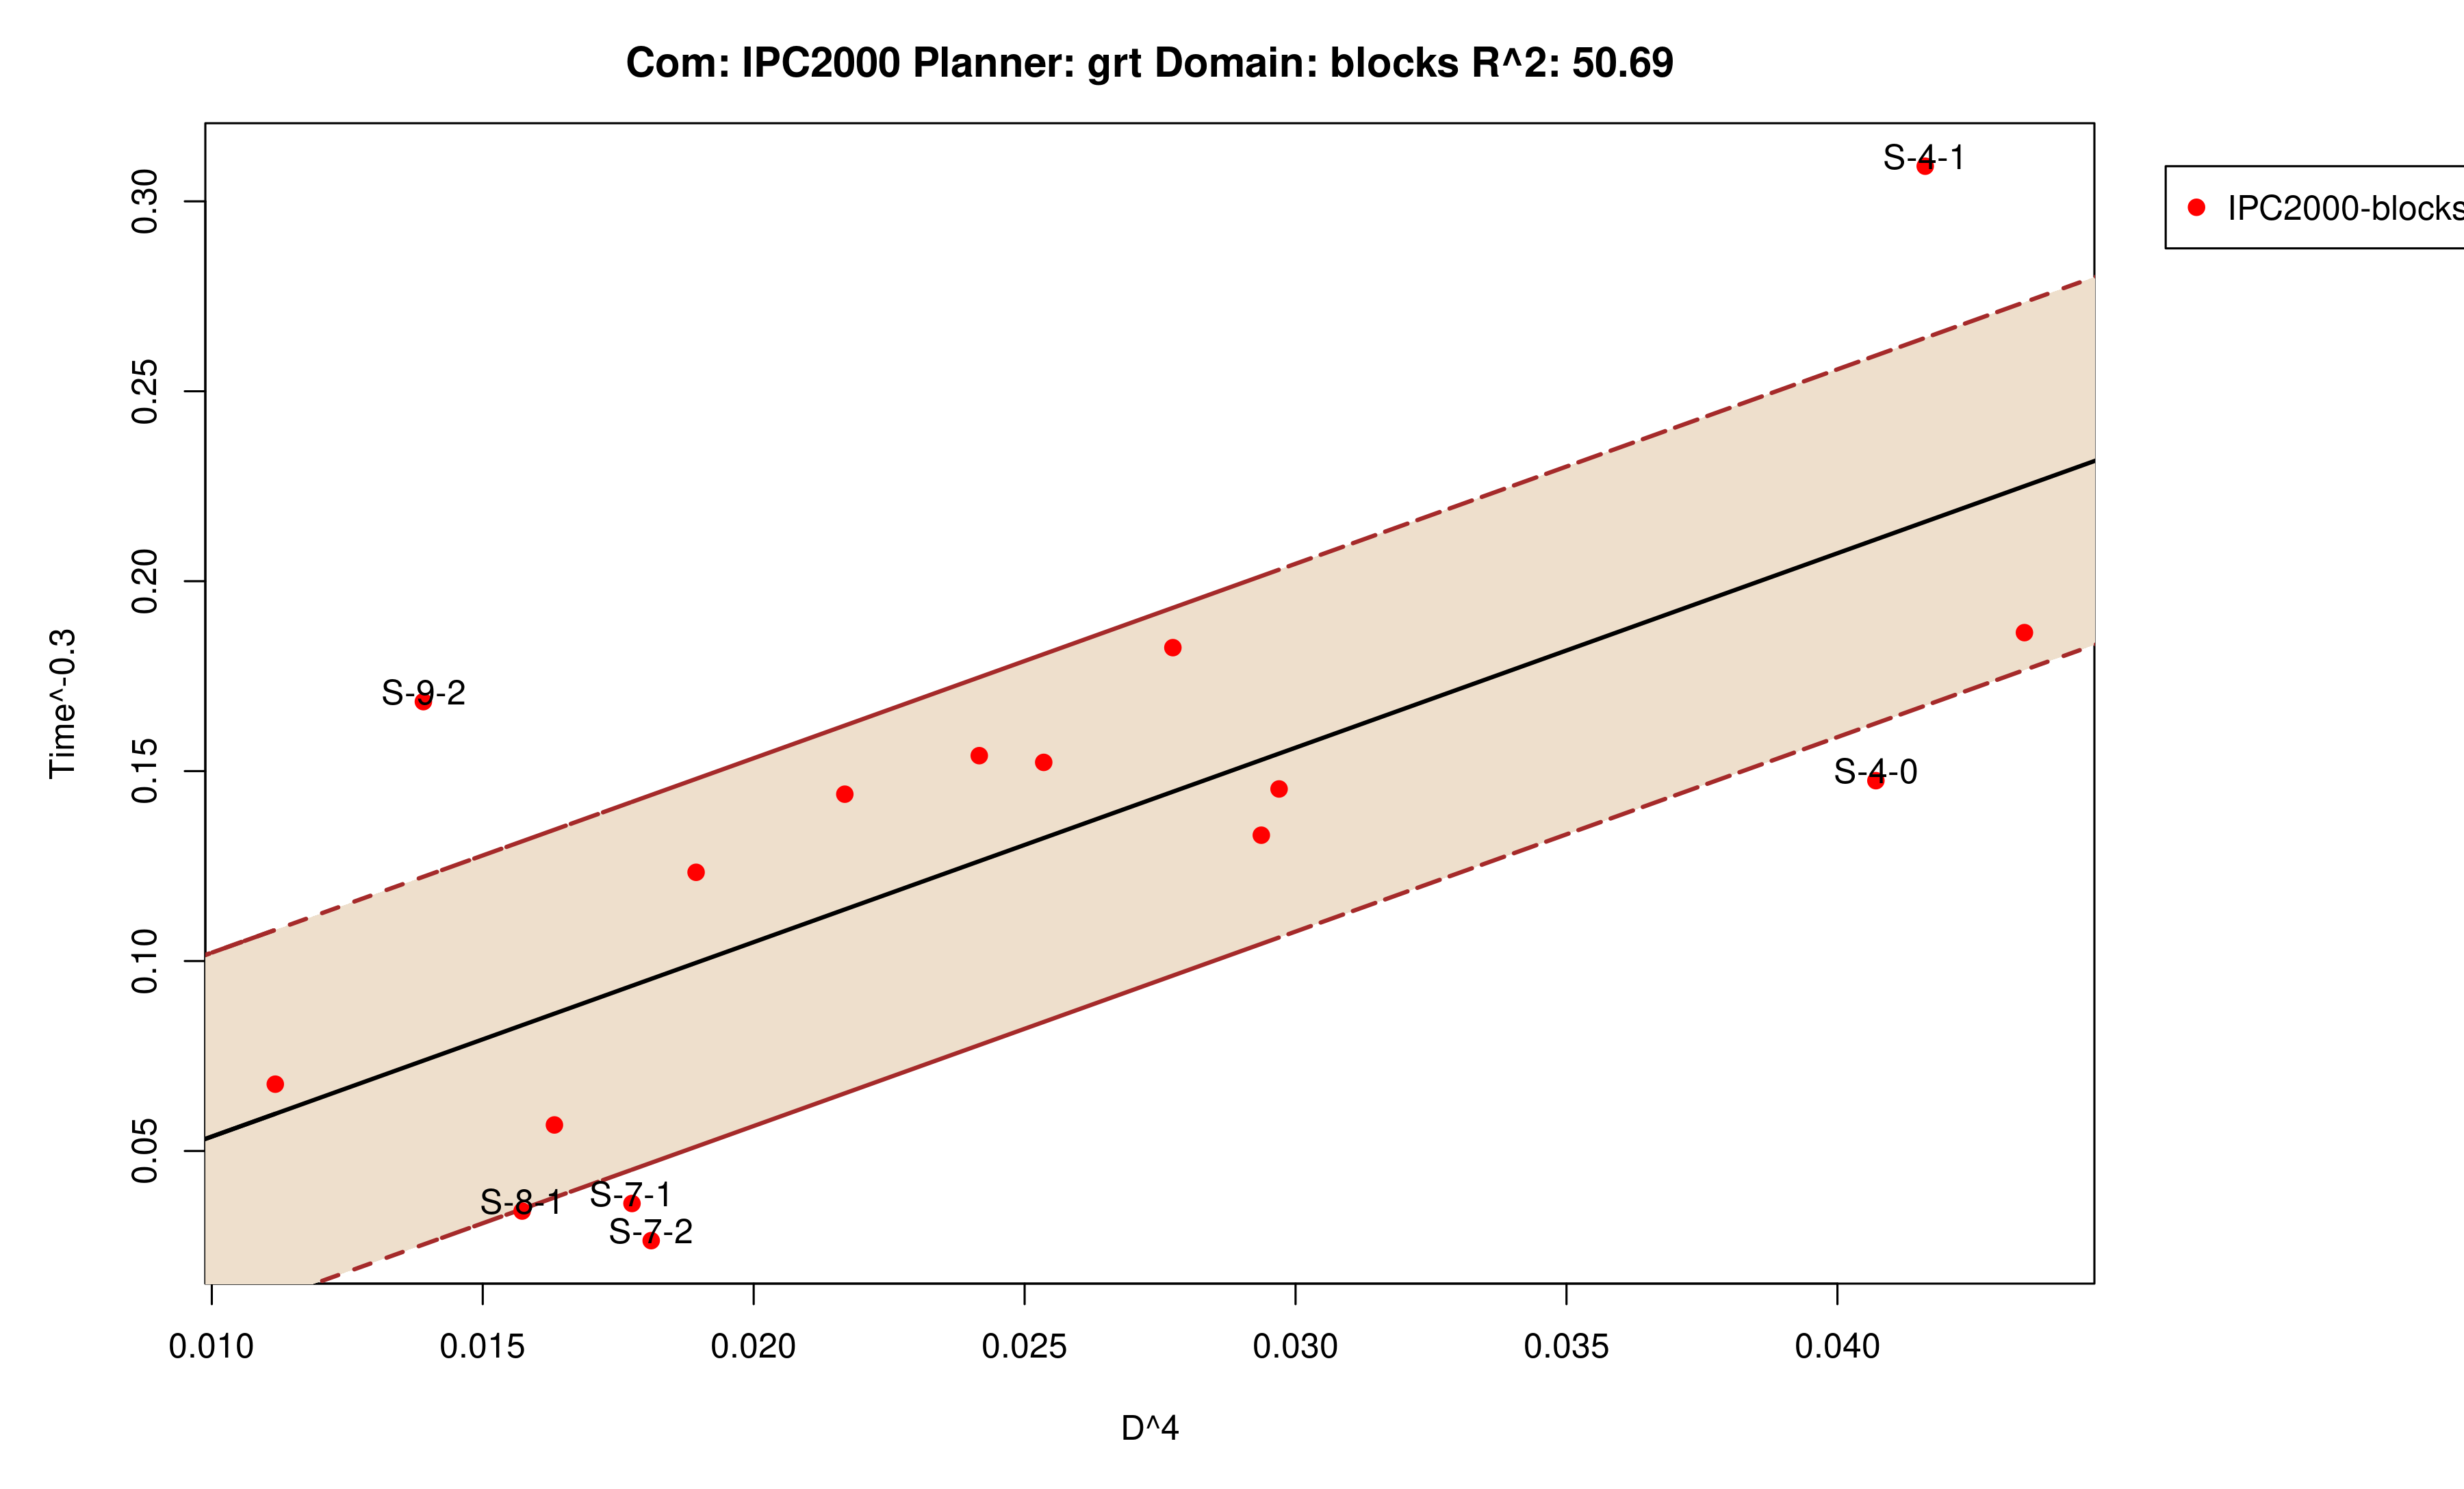 Com: IPC2000 Planner: grt Domain: blocks R^2: 50.69
S-4-1
IPC2000-blocks
0.30
0.25
0.20
0.15
0.10
0.05
Time^-0.3
S-9-2
S-4-0
S-8-1
S-7-1
S-7-2
0.010 0.015 0.020 0.025 0.030 0.035 0.040
D^4